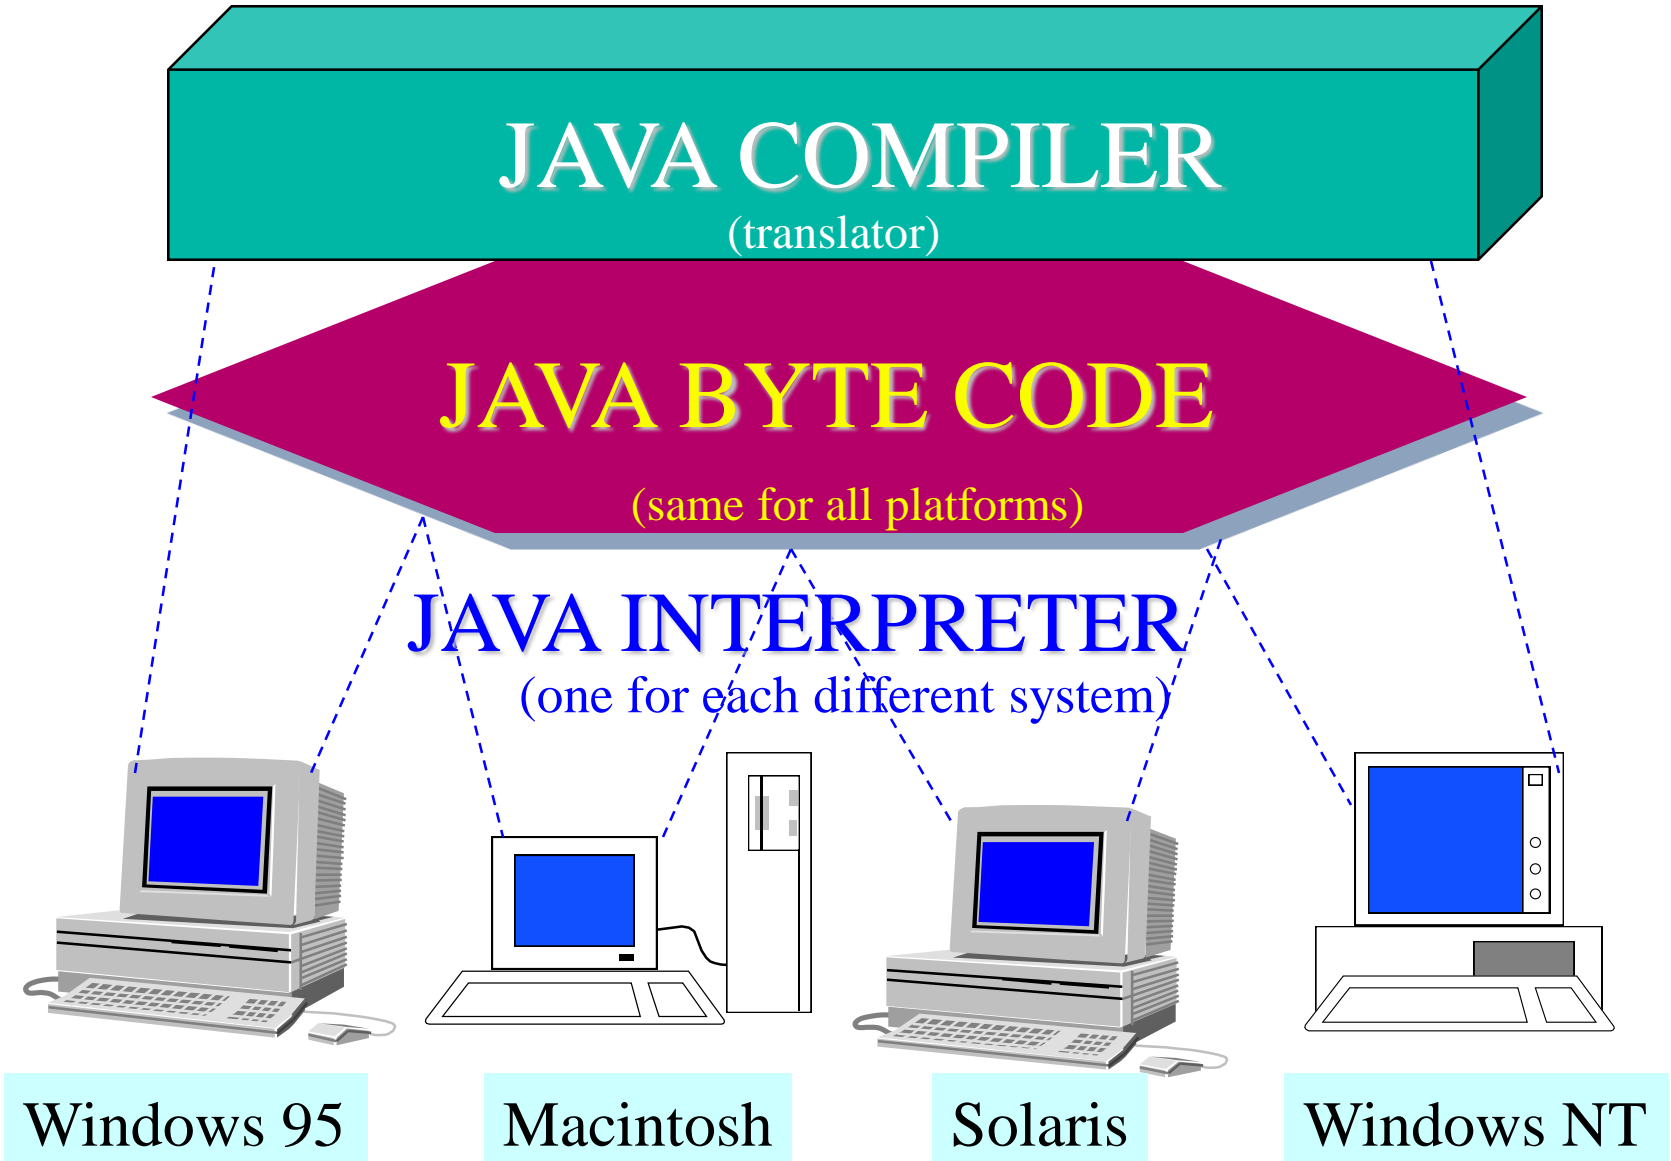 JAVA COMPILER
(translator)
JAVA BYTE CODE
(same for all platforms)
JAVA INTERPRETER
(one for each different system)
Windows 95
Macintosh
Solaris
Windows NT